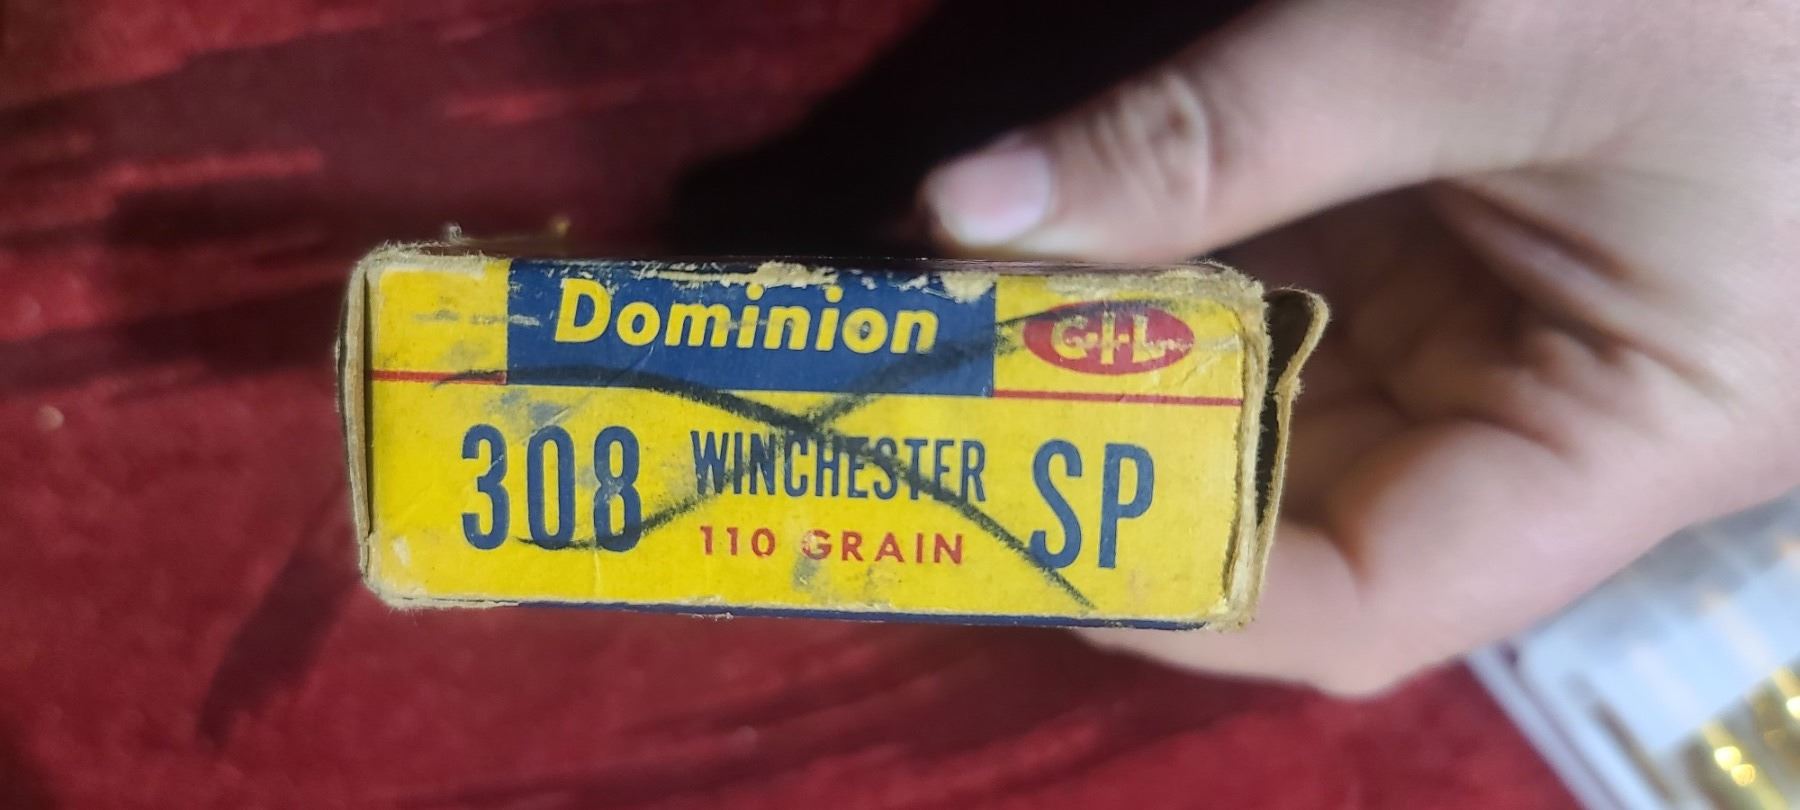 Dominion
C-I-L
308 WINCHESTER SP
110 GRAIN